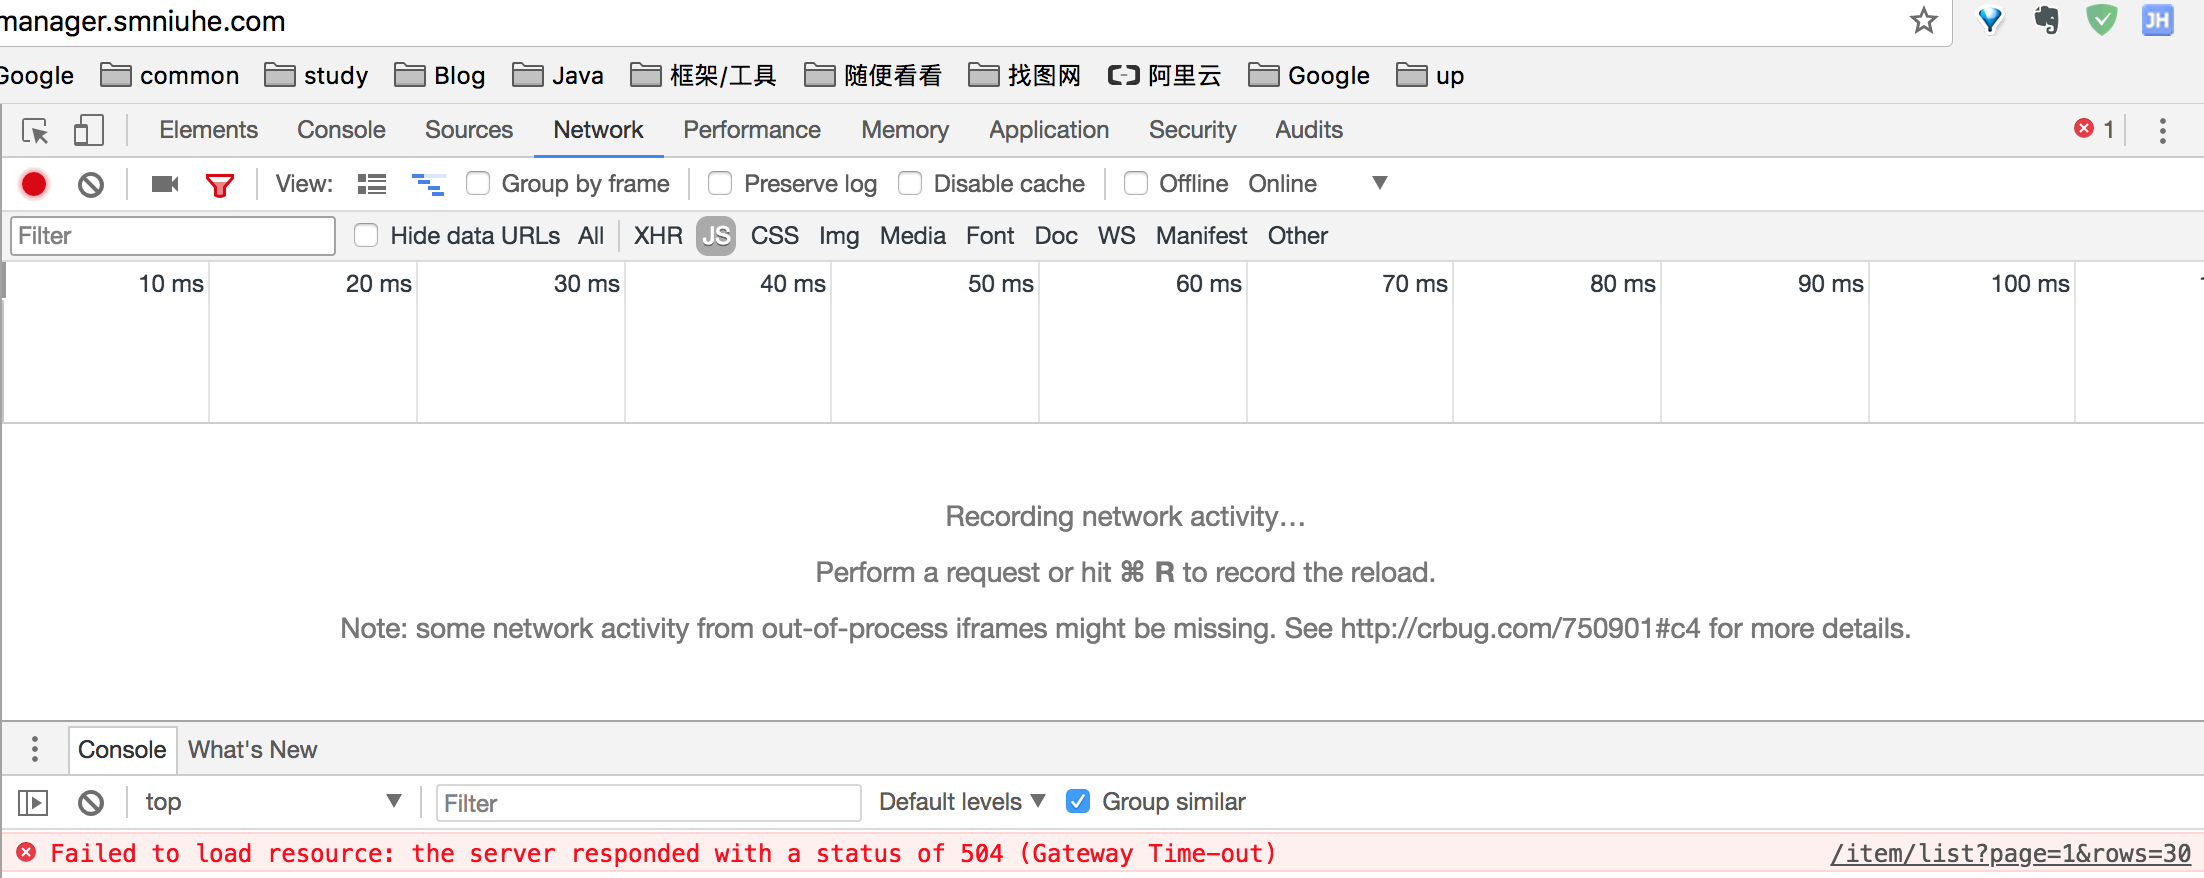 manager.smniuhe.com
Google common study Blog Java 框架/工具 随便看看 找图网 阿里云 Google up
Elements Console Sources Network Performance Memory Application Security Audits 1
View: Group by frame Preserve log Disable cache Offline Online
Filter Hide data URLs All XHR JS CSS Img Media Font Doc WS Manifest Other
10 ms 20 ms 30 ms 40 ms 50 ms 60 ms 70 ms 80 ms 90 ms 100 ms
Recording network activity…
Perform a request or hit ⌘ R to record the reload.
Note: some network activity from out-of-process iframes might be missing. See http://crbug.com/750901#c4 for more details.
Console What's New
top Filter Default levels Group similar
Failed to load resource: the server responded with a status of 504 (Gateway Time-out) /item/list?page=1&rows=30